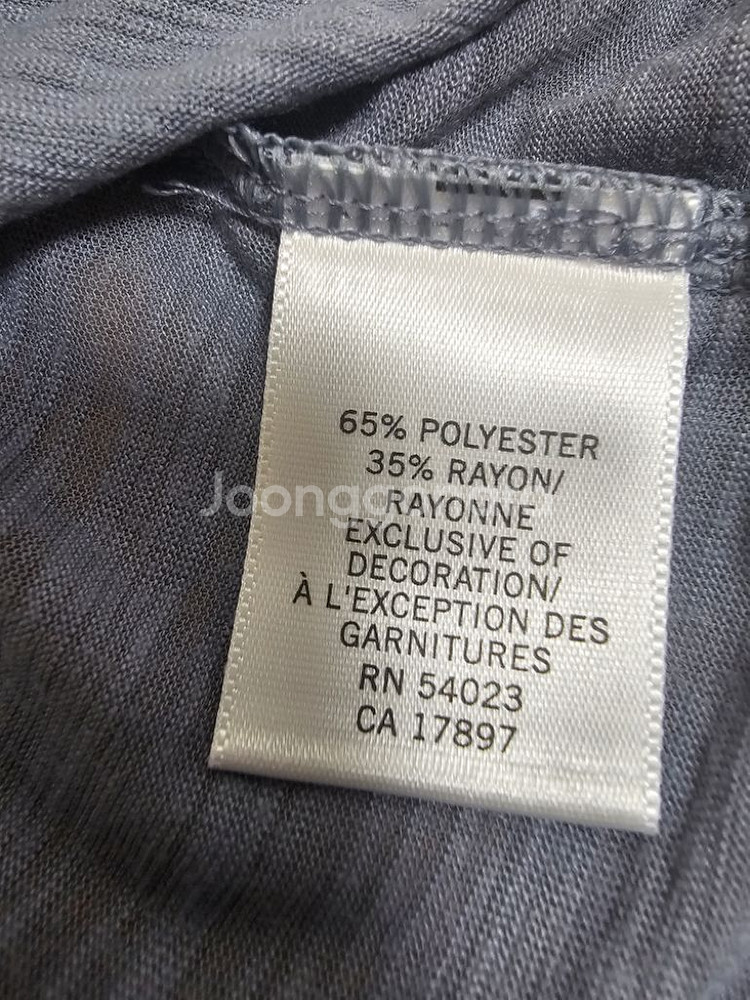 65% POLYESTER
35% RAYON/
RAYONNE
EXCLUSIVE OF
DECORATION/
À L'EXCEPTION DES
GARNITURES
RN 54023
CA 17897